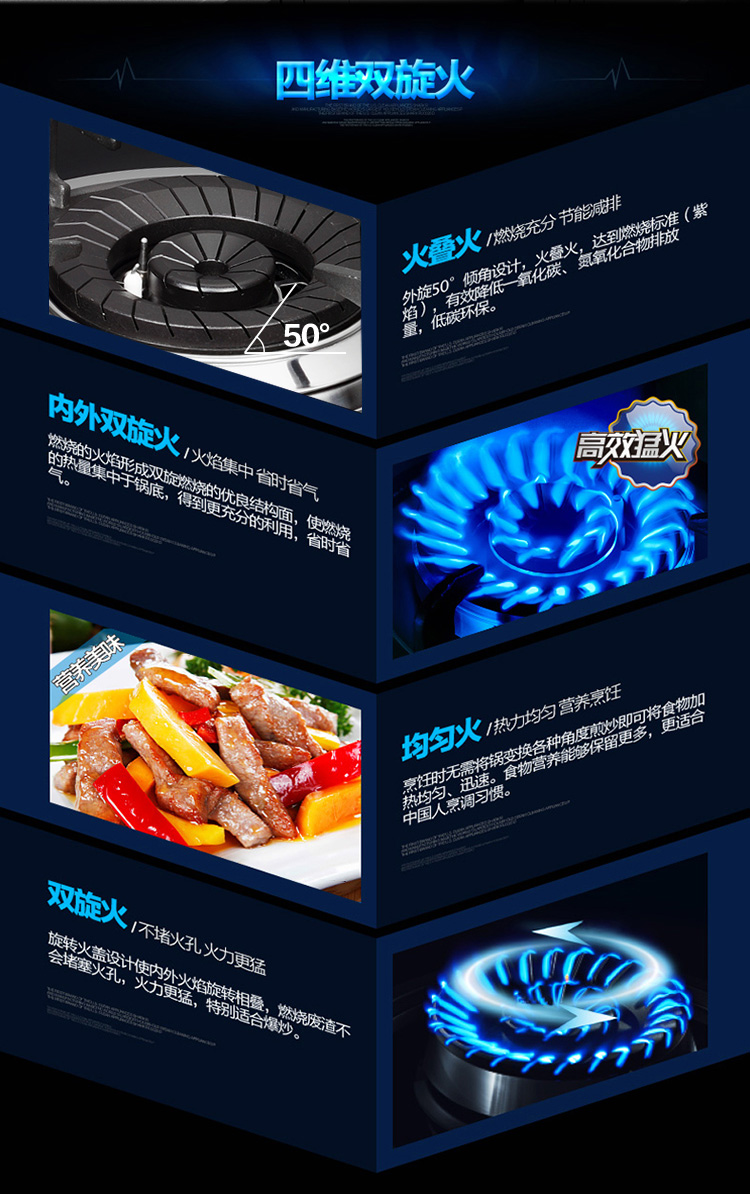 四维双旋火
50°
火叠火 /燃烧充分 节能减排
外旋50°倾角设计，火叠火，达到燃烧标准（紫
焰），有效降低一氧化碳、氮氧化合物排放
量，低碳环保。
内外双旋火 /火焰集中 省时省气
燃烧的火焰形成双旋燃烧的优良结构面，使燃烧
的热量集中于锅底，得到更充分的利用，省时省
气。
高效猛火
营养美味
均匀火 /热力均匀 营养烹饪
烹饪时无需将锅变换各种角度煎炒即可将食物加
热均匀、迅速。食物营养能够保留更多，更适合
中国人烹调习惯。
双旋火 /不堵火孔 火力更猛
旋转火盖设计使内外火焰旋转相叠，燃烧废渣不
会堵塞火孔，火力更猛，特别适合爆炒。